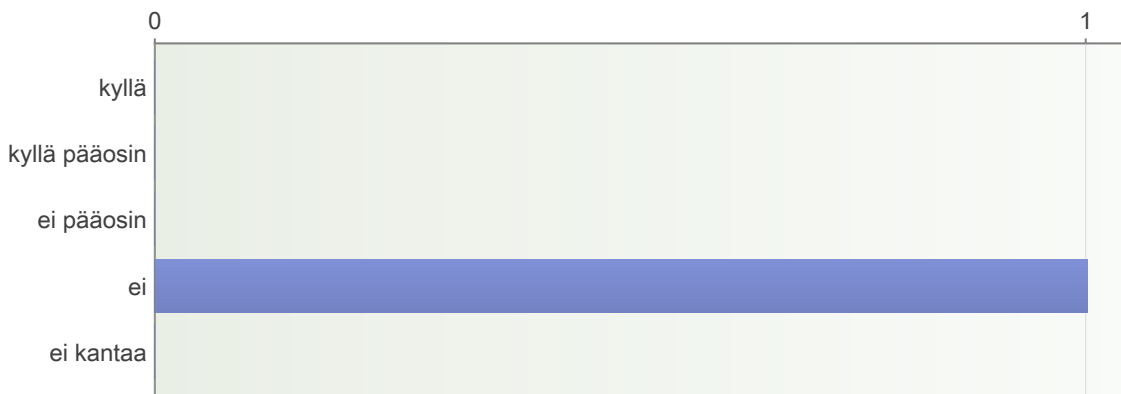 0 1
kyllä
kyllä pääosin
ei pääosin
ei
ei kantaa